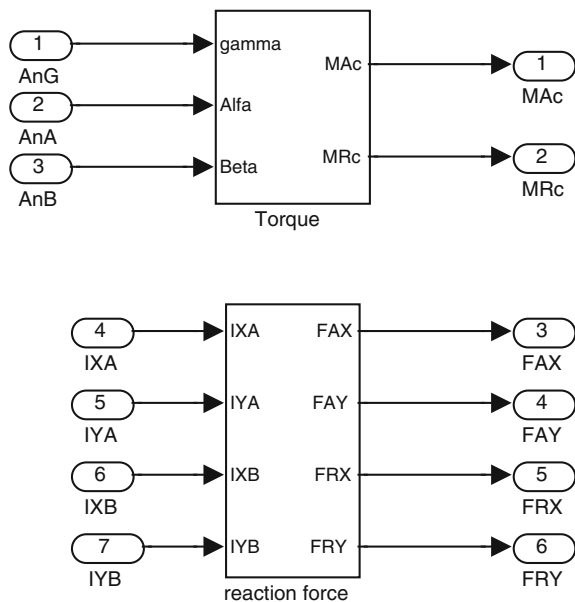 1
AnG
2
AnA
3
AnB
gamma
Alfa
Beta
MAc
MRc
Torque
1
MAc
2
MRc
4
IXA
5
IYA
6
IXB
7
IYB
IXA
IYA
IXB
IYB
FAX
FAY
FRX
FRY
reaction force
3
FAX
4
FAY
5
FRX
6
FRY